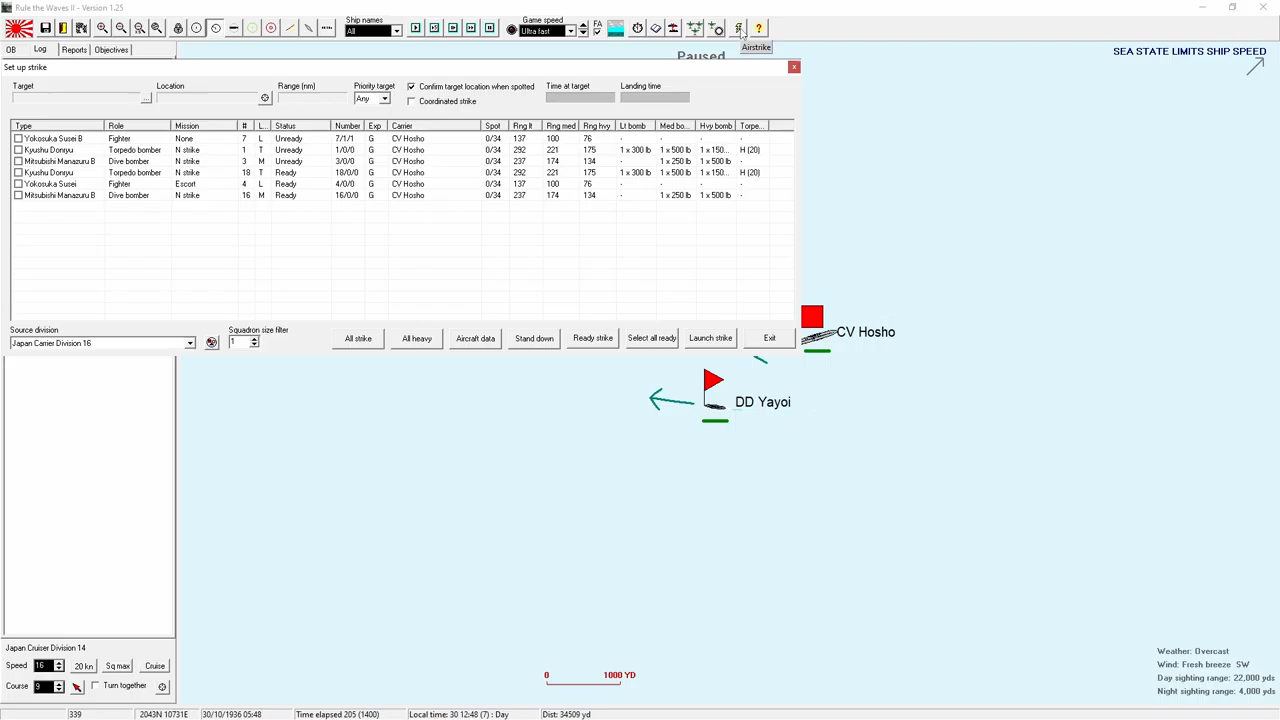 Rule the Waves II - Version 1.25
Ship names
All
Game speed
Ultra fast
FA
?
OB Log Reports Objectives
Airstrike
Paused
SEA STATE LIMITS SHIP SPEED
Set up strike
x
Target Location Range (nm) Priority target
Any
Confirm target location when spotted
Coordinated strike
Time at target Landing time
...
Type Role Mission # L... Status Number Exp Carrier Spot Rng lt Rng med Rng hvy Lt bomb Med bo... Hvy bomb Torpe...
Yokosuka Susei B Fighter None 7 L Unready 7/1/1 G CV Hosho 0/34 137 100 76 - - -
Kyushu Donryu Torpedo bomber N strike 1 T Unready 1/0/0 G CV Hosho 0/34 292 221 175 1 x 300 lb 1 x 500 lb 1 x 150... H (20)
Mitsubishi Manazuru B Dive bomber N strike 3 M Unready 3/0/0 G CV Hosho 0/34 237 174 134 - 1 x 250 lb 1 x 500 lb -
Kyushu Donryu Torpedo bomber N strike 18 T Ready 18/0/0 G CV Hosho 0/34 292 221 175 1 x 300 lb 1 x 500 lb 1 x 150... H (20)
Yokosuka Susei Fighter Escort 4 L Ready 4/0/0 G CV Hosho 0/34 137 100 76 - - - -
Mitsubishi Manazuru B Dive bomber N strike 16 M Ready 16/0/0 G CV Hosho 0/34 237 174 134 - 1 x 250 lb 1 x 500 lb -
Source division
Japan Carrier Division 16
Squadron size filter
1
All strike All heavy Aircraft data Stand down Ready strike Select all ready Launch strike Exit
CV Hosho
DD Yayoi
Japan Cruiser Division 14
Speed 16 20 kn Sq max Cruise
Course 9 Turn together
0 1000 YD
Weather: Overcast
Wind: Fresh breeze SW
Day sighting range: 22,000 yds
Night sighting range: 4,000 yds
339 2043N 10731E 30/10/1936 05:48 Time elapsed 205 (1400) Local time: 30 12:48 (7) : Day Dist: 34509 yd